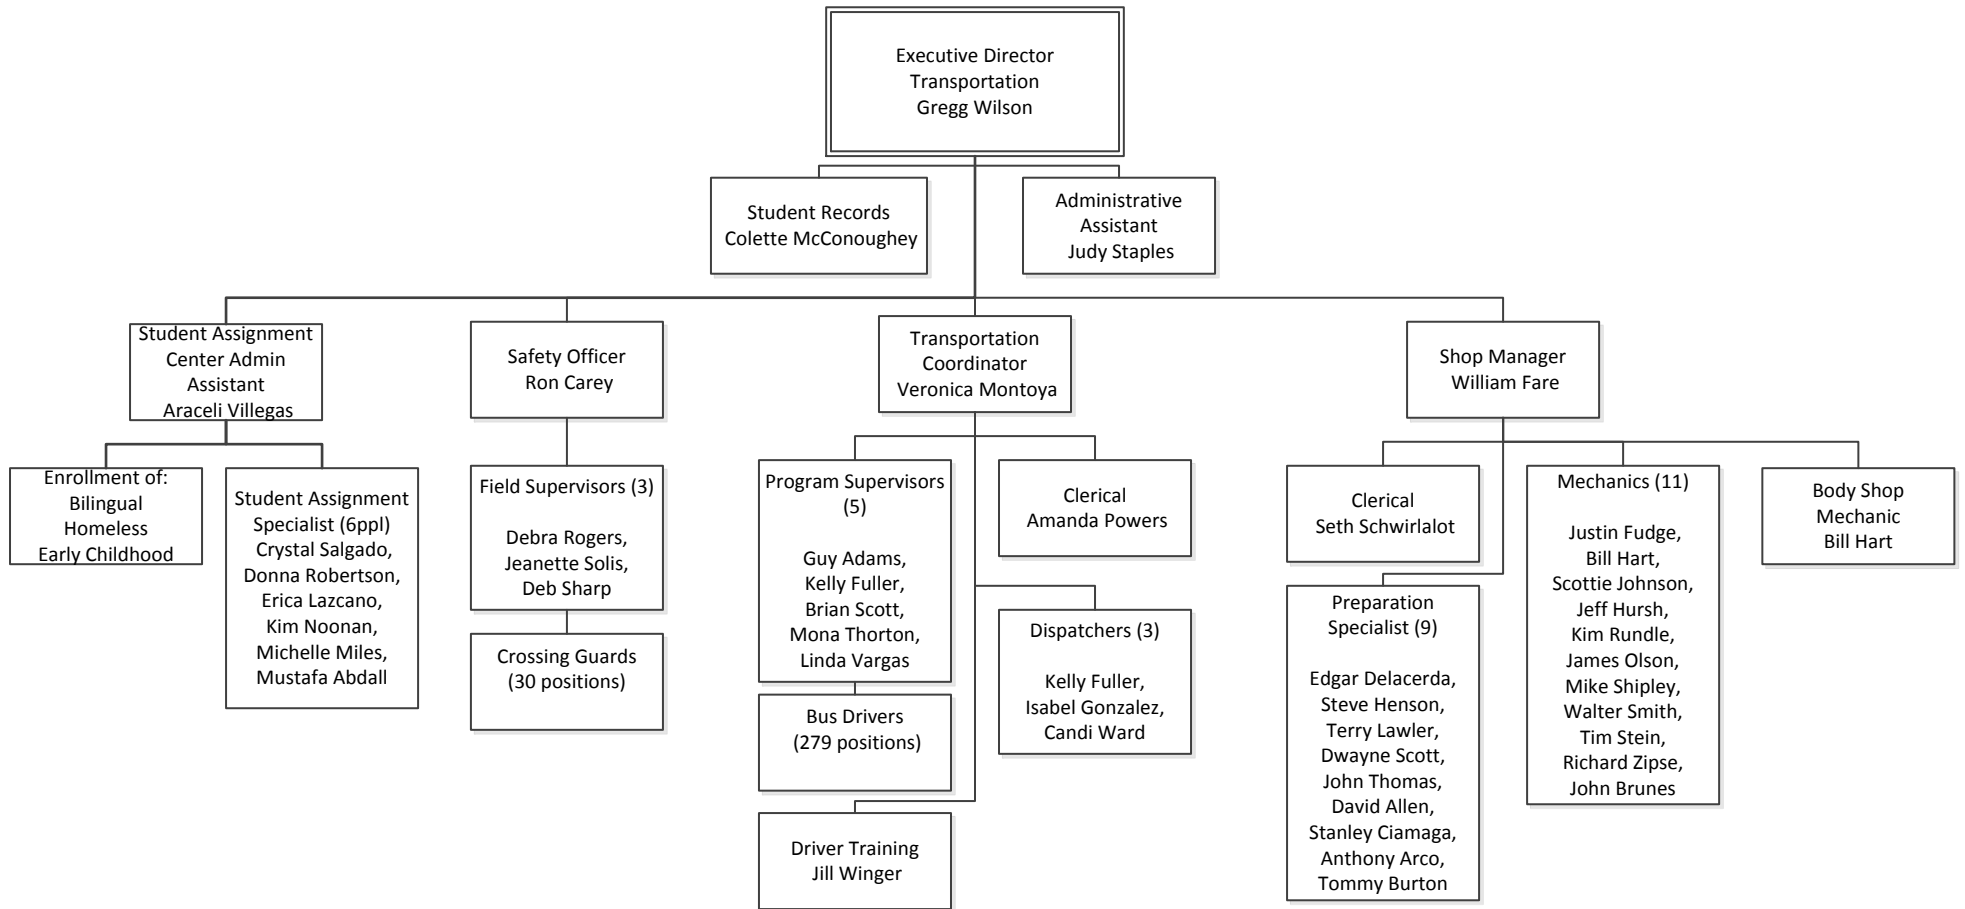 Executive Director
Transportation
Gregg Wilson
Student Records
Colette McConoughey
Administrative
Assistant
Judy Staples
Student Assignment
Center Admin
Assistant
Araceli Villegas
Safety Officer
Ron Carey
Transportation
Coordinator
Veronica Montoya
Shop Manager
William Fare
Enrollment of:
Bilingual
Homeless
Early Childhood
Student Assignment
Specialist (6ppl)
Crystal Salgado,
Donna Robertson,
Erica Lazcano,
Kim Noonan,
Michelle Miles,
Mustafa Abdall
Field Supervisors (3)
Debra Rogers,
Jeanette Solis,
Deb Sharp
Crossing Guards
(30 positions)
Program Supervisors
(5)
Guy Adams,
Kelly Fuller,
Brian Scott,
Mona Thorton,
Linda Vargas
Bus Drivers
(279 positions)
Clerical
Amanda Powers
Dispatchers (3)
Kelly Fuller,
Isabel Gonzalez,
Candi Ward
Driver Training
Jill Winger
Clerical
Seth Schwirlalot
Preparation
Specialist (9)
Edgar Delacerda,
Steve Henson,
Terry Lawler,
Dwayne Scott,
John Thomas,
David Allen,
Stanley Ciamaga,
Anthony Arco,
Tommy Burton
Mechanics (11)
Justin Fudge,
Bill Hart,
Scottie Johnson,
Jeff Hursh,
Kim Rundle,
James Olson,
Mike Shipley,
Walter Smith,
Tim Stein,
Richard Zipse,
John Brunes
Body Shop
Mechanic
Bill Hart